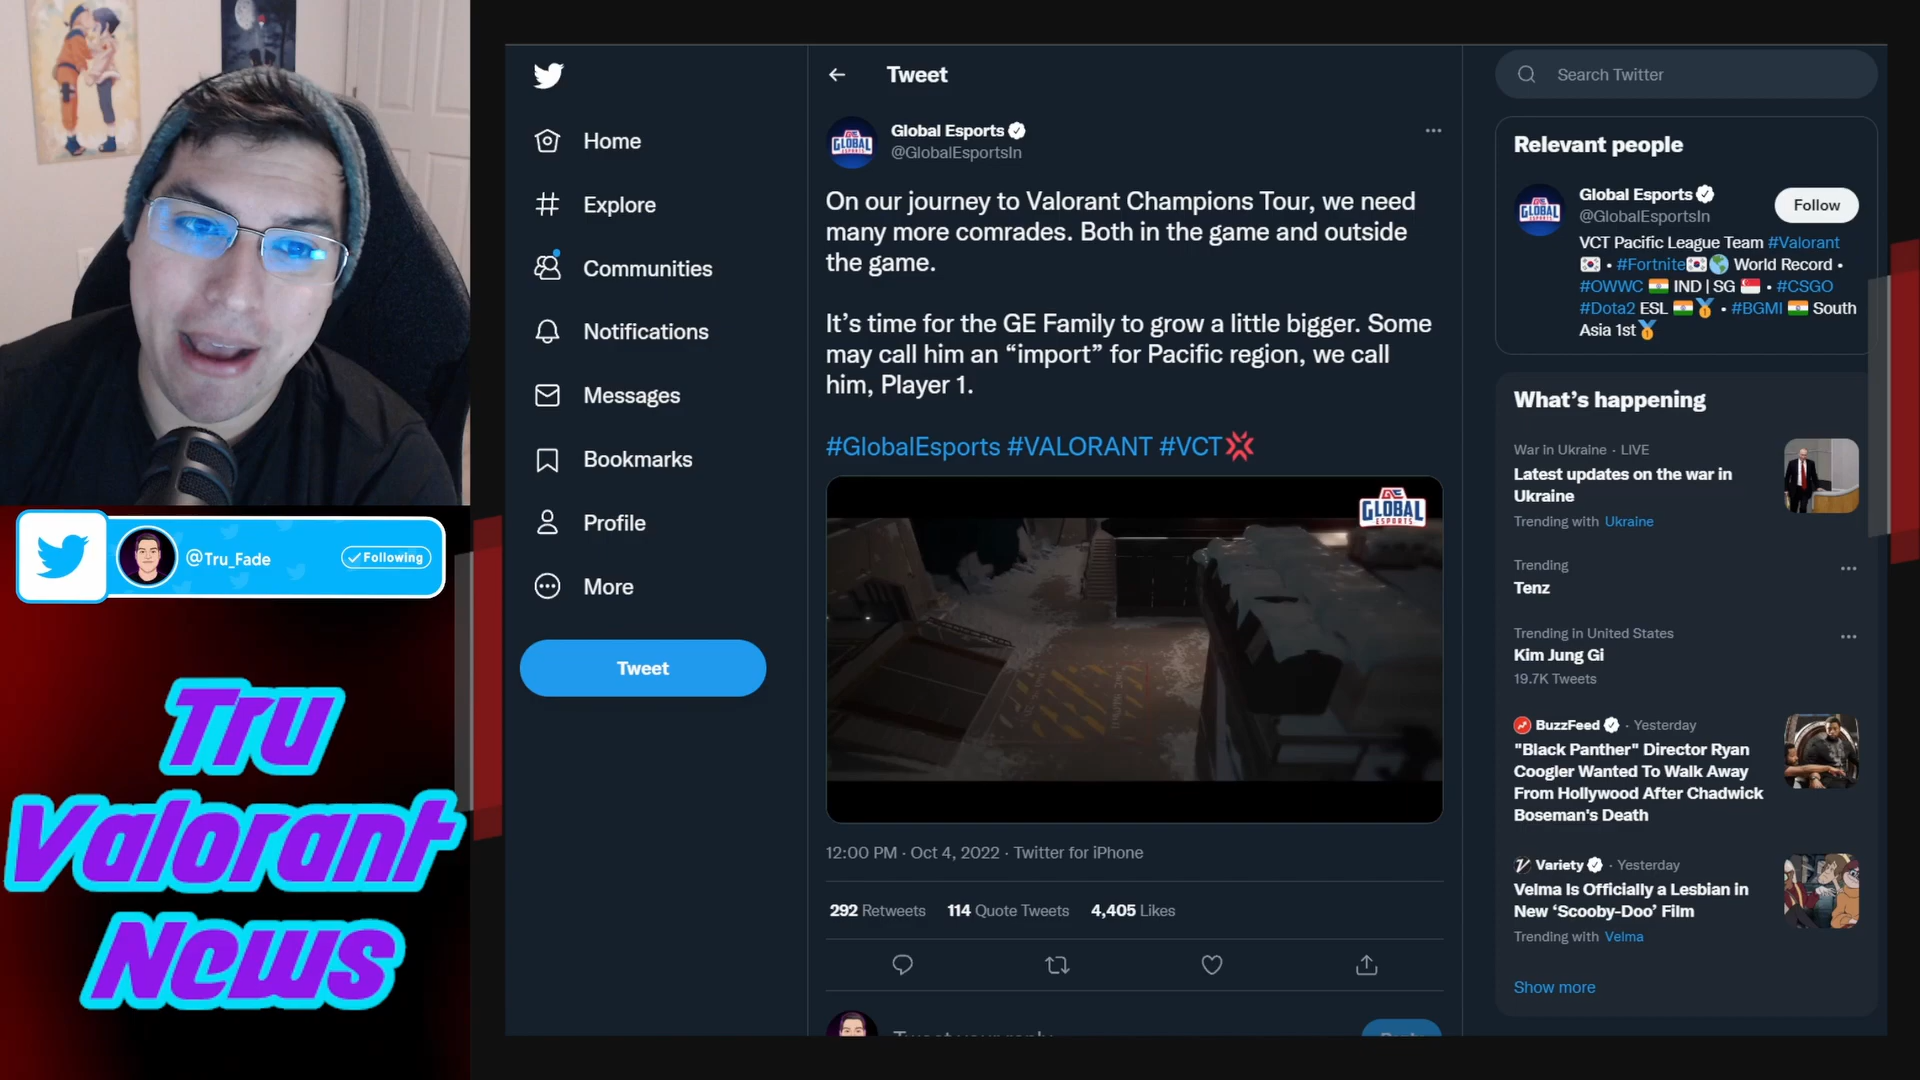 Tweet
Search Twitter
Global Esports
@GlobalEsportsIn
On our journey to Valorant Champions Tour, we need
many more comrades. Both in the game and outside
the game.
It's time for the GE Family to grow a little bigger. Some
may call him an “import” for Pacific region, we call
him, Player 1.
#GlobalEsports #VALORANT #VCT
GLOBAL
ESPORTS
12:00 PM · Oct 4, 2022 · Twitter for iPhone
292 Retweets 114 Quote Tweets 4,405 Likes
Home
Explore
Communities
Notifications
Messages
Bookmarks
Profile
More
Tweet
Relevant people
Global Esports
@GlobalEsportsIn
Follow
VCT Pacific League Team #Valorant
• #Fortnite World Record •
#OWWC IND | SG • #CSGO
#Dota2 ESL • #BGMI South
Asia 1st
What's happening
War in Ukraine · LIVE
Latest updates on the war in
Ukraine
Trending with Ukraine
Trending
Tenz
Trending in United States
Kim Jung Gi
19.7K Tweets
BuzzFeed · Yesterday
"Black Panther" Director Ryan
Coogler Wanted To Walk Away
From Hollywood After Chadwick
Boseman's Death
Variety · Yesterday
Velma Is Officially a Lesbian in
New ‘Scooby-Doo’ Film
Trending with Velma
Show more
@Tru_Fade
Following
Tru
Valorant
News